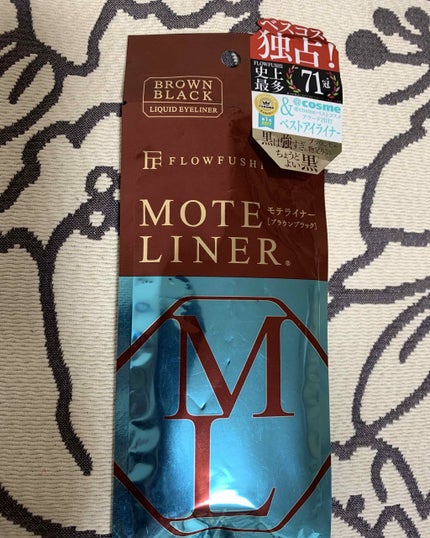 ベスコス
独占!
FLOWFUSHI
史上
最多
71冠
&
@cosme
ベストアイライナー
黒は強すぎ
ちょうど
よい黒
BROWN
BLACK
LIQUID EYELINER
FLOWFUSHI
MOTE
LINER®
モテライナー
[ブラウンブラック]
ML